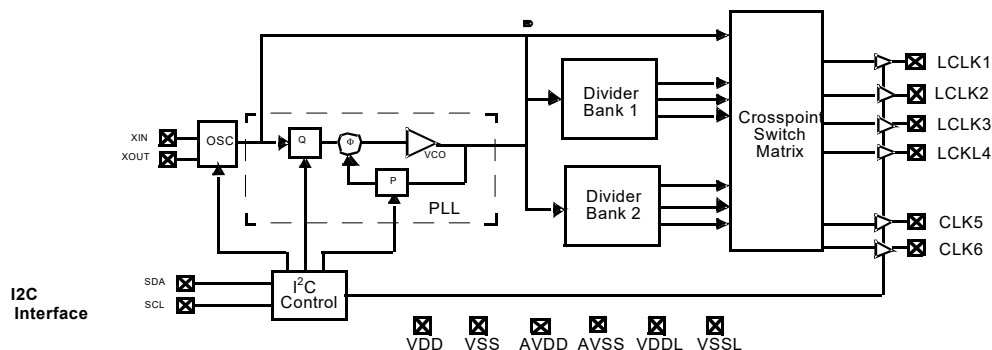 LCLK1
LCLK2
LCLK3
LCKL4
CLK5
CLK6
Divider
Bank 1
Crosspoint
Switch
Matrix
XIN
XOUT
OSC
Q
Φ
VCO
P
PLL
Divider
Bank 2
I2C
Interface
SDA
SCL
I²C
Control
VDD
VSS
AVDD
AVSS
VDDL
VSSL